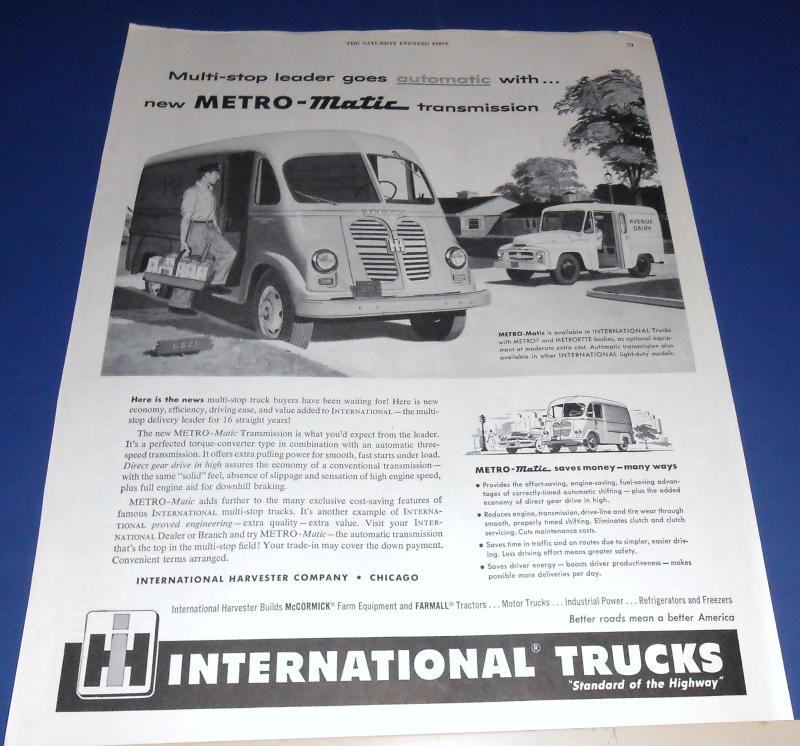 THE SATURDAY EVENING POST
79
Multi-stop leader goes automatic with...
new METRO-Matic transmission
AVENUE
DAIRY
6821
METRO-Matic is available in INTERNATIONAL Trucks
with METRO® and METROETTE bodies, as optional equip-
ment at moderate extra cost. Automatic transmission also
available in other INTERNATIONAL light-duty models.
Here is the news multi-stop truck buyers have been waiting for! Here is new
economy, efficiency, driving ease, and value added to INTERNATIONAL—the multi-
stop delivery leader for 16 straight years!
The new METRO-Matic Transmission is what you'd expect from the leader.
It's a perfected torque-converter type in combination with an automatic three-
speed transmission. It offers extra pulling power for smooth, fast starts under load.
Direct gear drive in high assures the economy of a conventional transmission—
with the same "solid" feel, absence of slippage and sensation of high engine speed,
plus full engine aid for downhill braking.
METRO-Matic adds further to the many exclusive cost-saving features of
famous INTERNATIONAL multi-stop trucks. It's another example of INTERNA-
TIONAL proved engineering—extra quality—extra value. Visit your INTER-
NATIONAL Dealer or Branch and try METRO-Matic—the automatic transmission
that's the top in the multi-stop field! Your trade-in may cover the down payment.
Convenient terms arranged.
INTERNATIONAL HARVESTER COMPANY • CHICAGO
METRO-Matic saves money—many ways
• Provides the effort-saving, engine-saving, fuel-saving advan-
tages of correctly-timed automatic shifting — plus the added
economy of direct gear drive in high.
• Reduces engine, transmission, drive-line and tire wear through
smooth, properly timed shifting. Eliminates clutch and clutch
servicing. Cuts maintenance costs.
• Saves time in traffic and on routes due to simpler, easier driv-
ing. Less driving effort means greater safety.
• Saves driver energy — boosts driver productiveness — makes
possible more deliveries per day.
International Harvester Builds McCORMICK® Farm Equipment and FARMALL® Tractors... Motor Trucks... Industrial Power... Refrigerators and Freezers
Better roads mean a better America
IH INTERNATIONAL® TRUCKS
"Standard of the Highway"